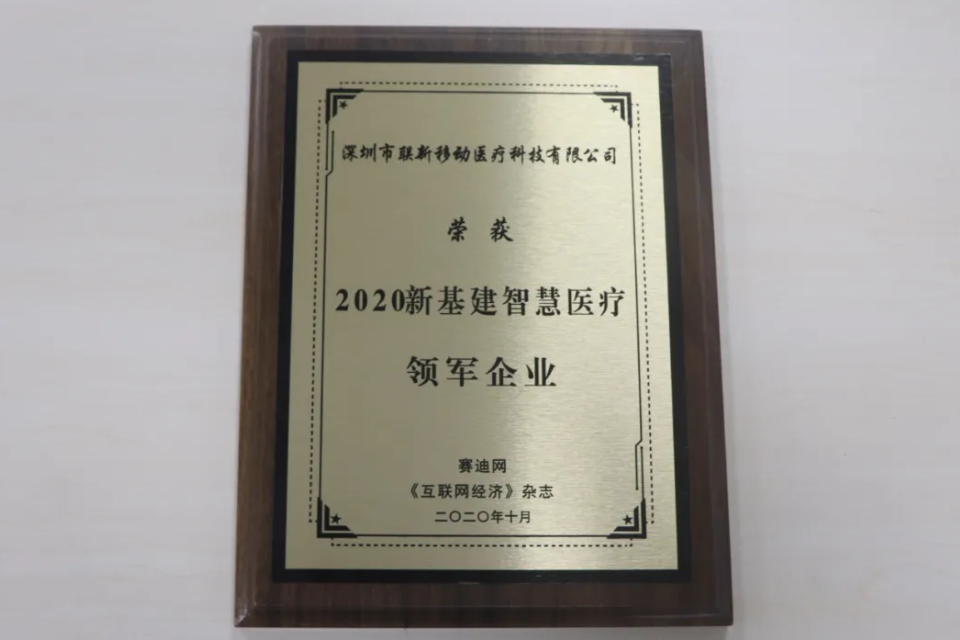 深圳市联新移动医疗科技有限公司
荣获
2020新基建智慧医疗
领军企业
赛迪网
《互联网经济》杂志
二〇二〇年十月